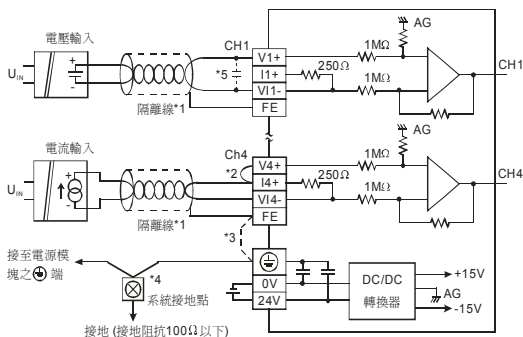 電壓輸入
UIN
+
-
隔離線*1
*5
CH1
V1+
I1+
VI1-
FE
250Ω
1MΩ
1MΩ
AG
CH1
電流輸入
UIN
+
-
隔離線*1
*2
Ch4
V4+
I4+
VI4-
FE
250Ω
1MΩ
1MΩ
AG
CH4
*3
接至電源模
塊之 端
*4
系統接地點
接地 (接地阻抗100Ω以下)
0V
24V
DC/DC
轉換器
+15V
AG
-15V